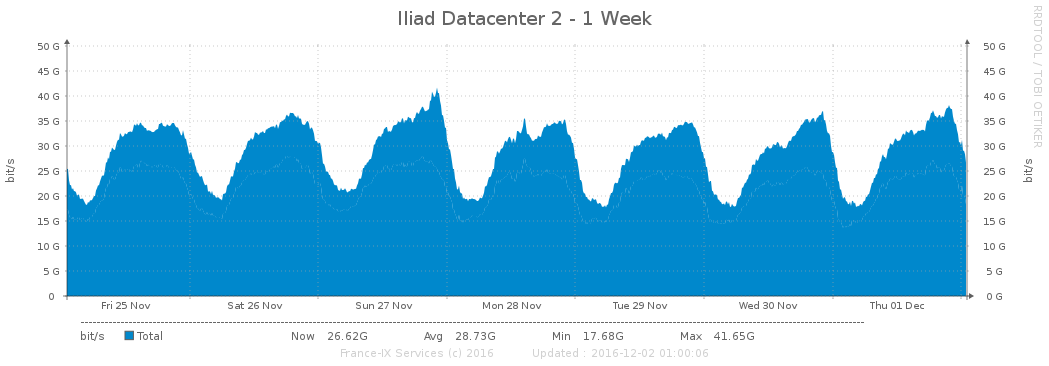 Iliad Datacenter 2 - 1 Week
RRDTOOL / TOBI OETIKER
bit/s
50 G 50 G
45 G 45 G
40 G 40 G
35 G 35 G
30 G 30 G
25 G 25 G
20 G 20 G
15 G 15 G
10 G 10 G
5 G 5 G
0 0 G
bit/s
Fri 25 Nov Sat 26 Nov Sun 27 Nov Mon 28 Nov Tue 29 Nov Wed 30 Nov Thu 01 Dec
bit/s Total Now 26.62G Avg 28.73G Min 17.68G Max 41.65G
France-IX Services (c) 2016 Updated : 2016-12-02 01:00:06